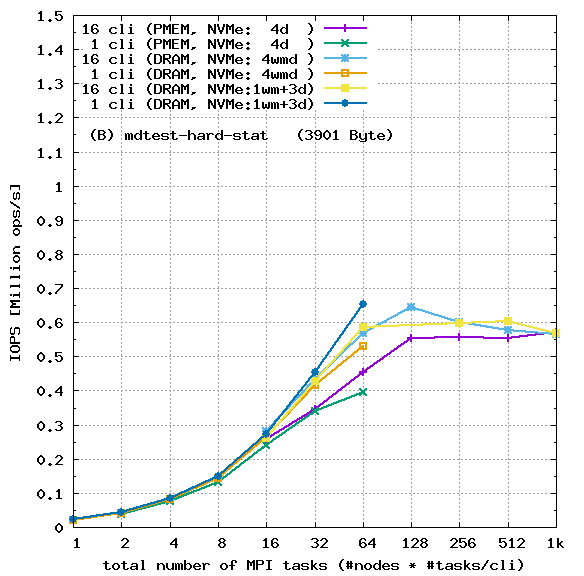 1.5
1.4
1.3
1.2
1.1
1
0.9
0.8
0.7
0.6
0.5
0.4
0.3
0.2
0.1
0
IOPS [Million ops/s]
16 cli (PMEM, NVMe:  4d  )
1 cli (PMEM, NVMe:  4d  )
16 cli (DRAM, NVMe: 4wmd )
1 cli (DRAM, NVMe: 4wmd )
16 cli (DRAM, NVMe:1wm+3d)
1 cli (DRAM, NVMe:1wm+3d)
(B) mdtest-hard-stat   (3901 Byte)
1 2 4 8 16 32 64 128 256 512 1k
total number of MPI tasks (#nodes * #tasks/cli)